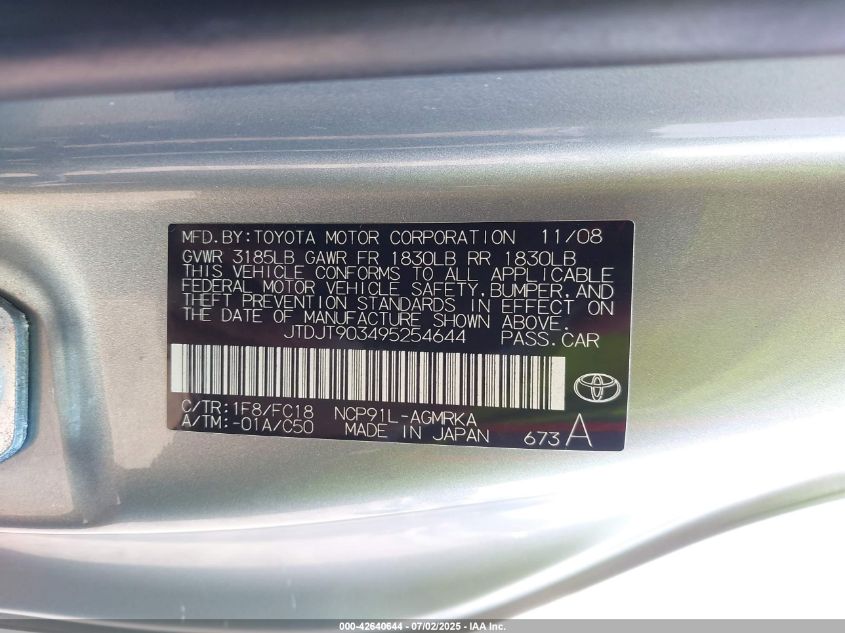 MFD.BY:TOYOTA MOTOR CORPORATION 11/08
GVWR 3185LB GAWR FR 1830LB RR 1830LB
THIS VEHICLE CONFORMS TO ALL APPLICABLE
FEDERAL MOTOR VEHICLE SAFETY, BUMPER, AND
THEFT PREVENTION STANDARDS IN EFFECT ON
THE DATE OF MANUFACTURE SHOWN ABOVE.
JTDJT903495254644 PASS.CAR
C/TR:1F8/FC18 NCP91L-AGMRKA
A/TM:-01A/C50 MADE IN JAPAN 673 A
000-42640644 / 07/02/2025 - IAA Inc.